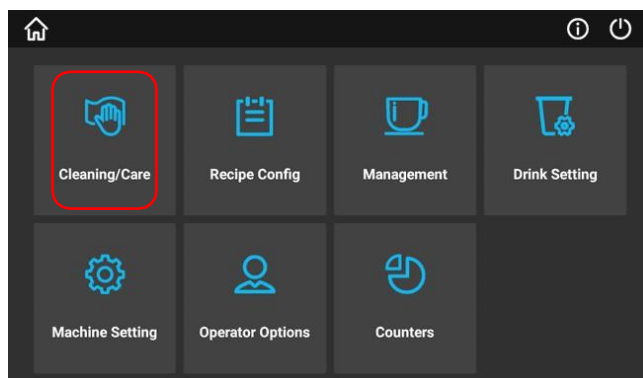 Cleaning/Care
Recipe Config
Management
Drink Setting
Machine Setting
Operator Options
Counters